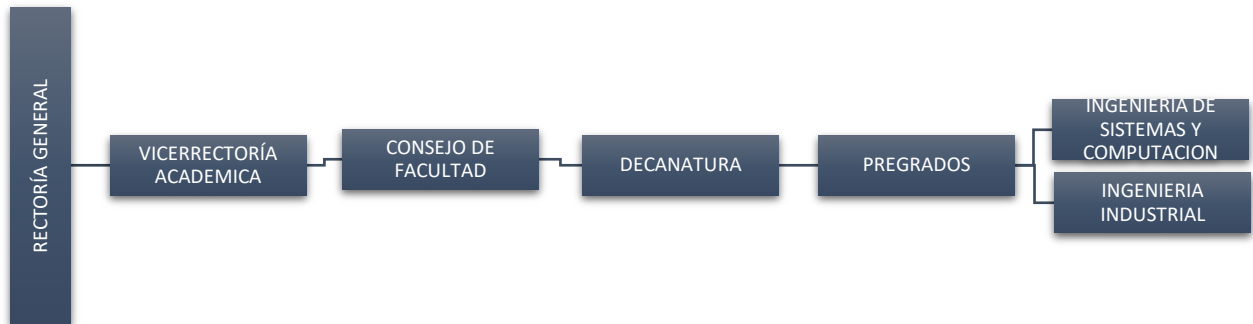 RECTORÍA GENERAL
VICERRECTORÍA
ACADEMICA
CONSEJO DE
FACULTAD
DECANATURA
PREGRADOS
INGENIERIA DE
SISTEMAS Y
COMPUTACION
INGENIERIA
INDUSTRIAL